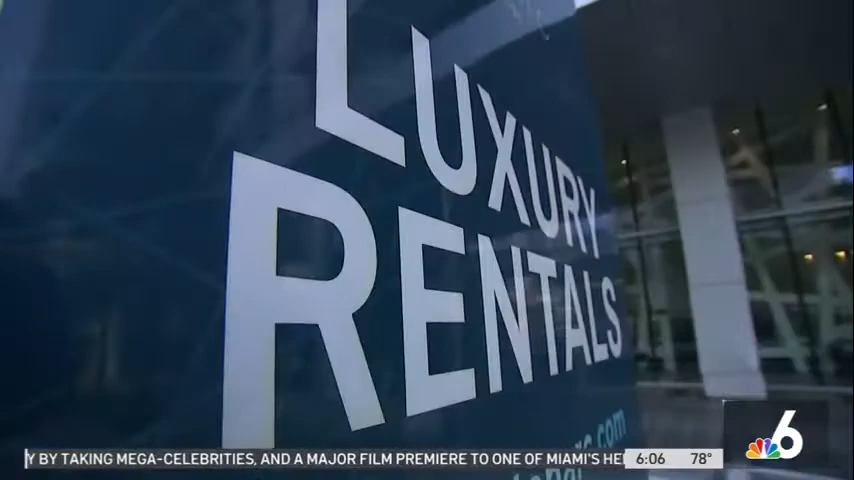 LUXURY
RENTALS
.com
Y BY TAKING MEGA-CELEBRITIES, AND A MAJOR FILM PREMIERE TO ONE OF MIAMI'S HE
6:06 78°
6